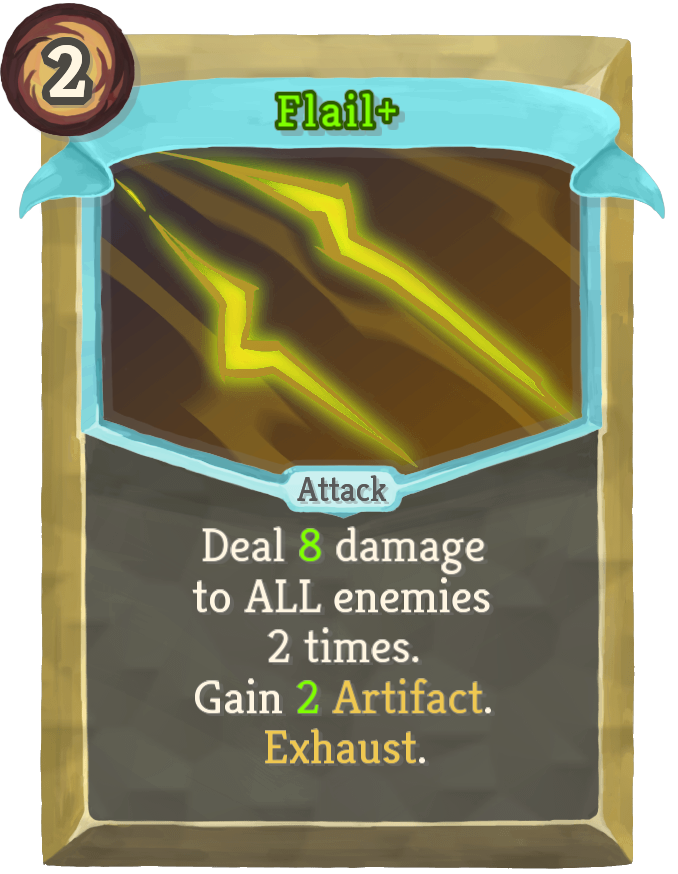 2
Flail+
Attack
Deal 8 damage
to ALL enemies
2 times.
Gain 2 Artifact.
Exhaust.